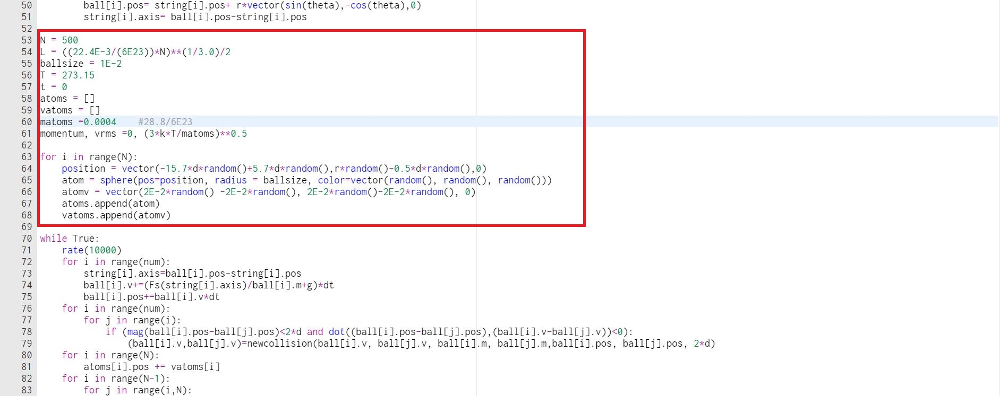 50 ball[i].pos= string[i].pos+ r*vector(sin(theta),-cos(theta),0)
51 string[i].axis= ball[i].pos-string[i].pos
52
53 N = 500
54 L = ((22.4E-3/(6E23))*N)**(1/3.0)/2
55 ballsize = 1E-2
56 T = 273.15
57 t = 0
58 atoms = []
59 vatoms = []
60 matoms =0.0004    #28.8/6E23
61 momentum, vrms =0, (3*k*T/matoms)**0.5
62
63 for i in range(N):
64     position = vector(-15.7*d*random()+5.7*d*random(),r*random()-0.5*d*random(),0)
65     atom = sphere(pos=position, radius = ballsize, color=vector(random(), random(), random()))
66     atomv = vector(2E-2*random() -2E-2*random(), 2E-2*random()-2E-2*random(), 0)
67     atoms.append(atom)
68     vatoms.append(atomv)
69
70 while True:
71     rate(10000)
72     for i in range(num):
73         string[i].axis=ball[i].pos-string[i].pos
74         ball[i].v+=(Fs(string[i].axis)/ball[i].m+g)*dt
75         ball[i].pos+=ball[i].v*dt
76     for i in range(num):
77         for j in range(i):
78             if (mag(ball[i].pos-ball[j].pos)<2*d and dot((ball[i].pos-ball[j].pos),(ball[i].v-ball[j].v))<0):
79                 (ball[i].v,ball[j].v)=newcollision(ball[i].v, ball[j].v, ball[i].m, ball[j].m,ball[i].pos, ball[j].pos, 2*d)
80     for i in range(N):
81         atoms[i].pos += vatoms[i]
82     for i in range(N-1):
83         for j in range(i,N):